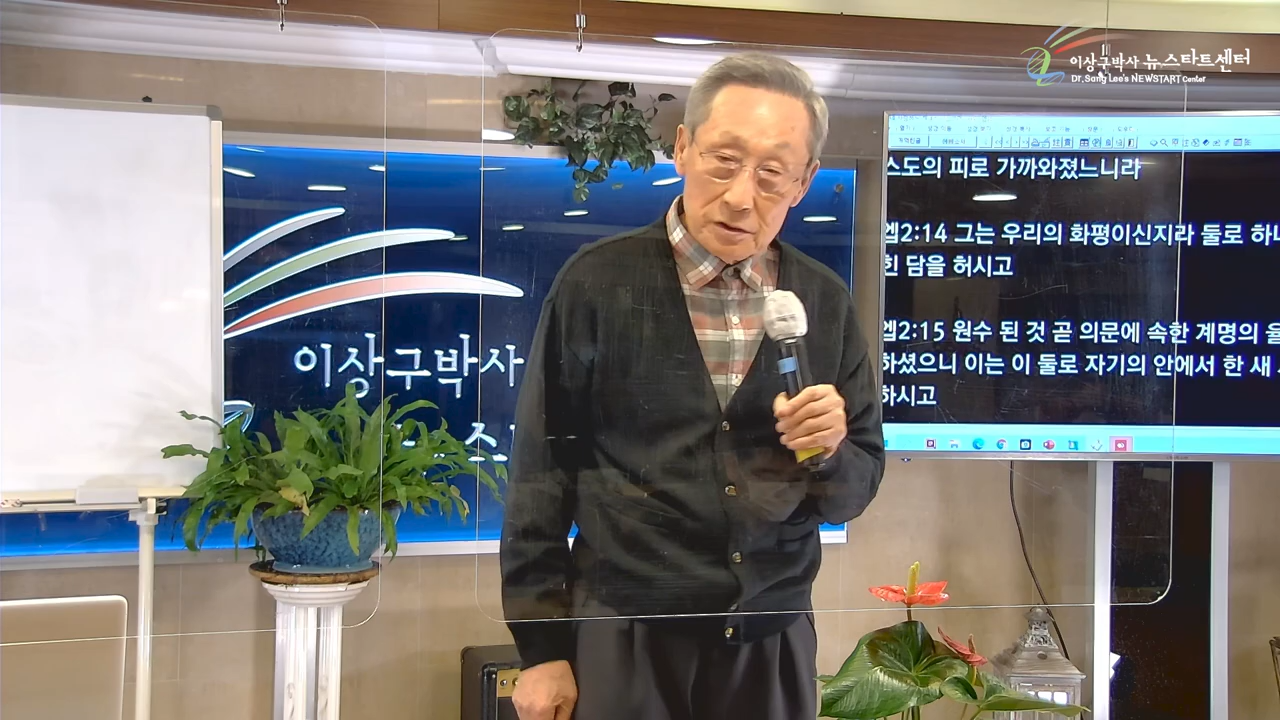 이상구박사 뉴스타트센터
Dr. Sang Lee's NEWSTART Center
스도의 피로 가까와졌느니라
엡2:14 그는 우리의 화평이신지라 둘로 하나
힌 담을 허시고
엡2:15 원수 된 것 곧 의문에 속한 계명의 율
하셨으니 이는 이 둘로 자기의 안에서 한 새
하시고
이상구박사